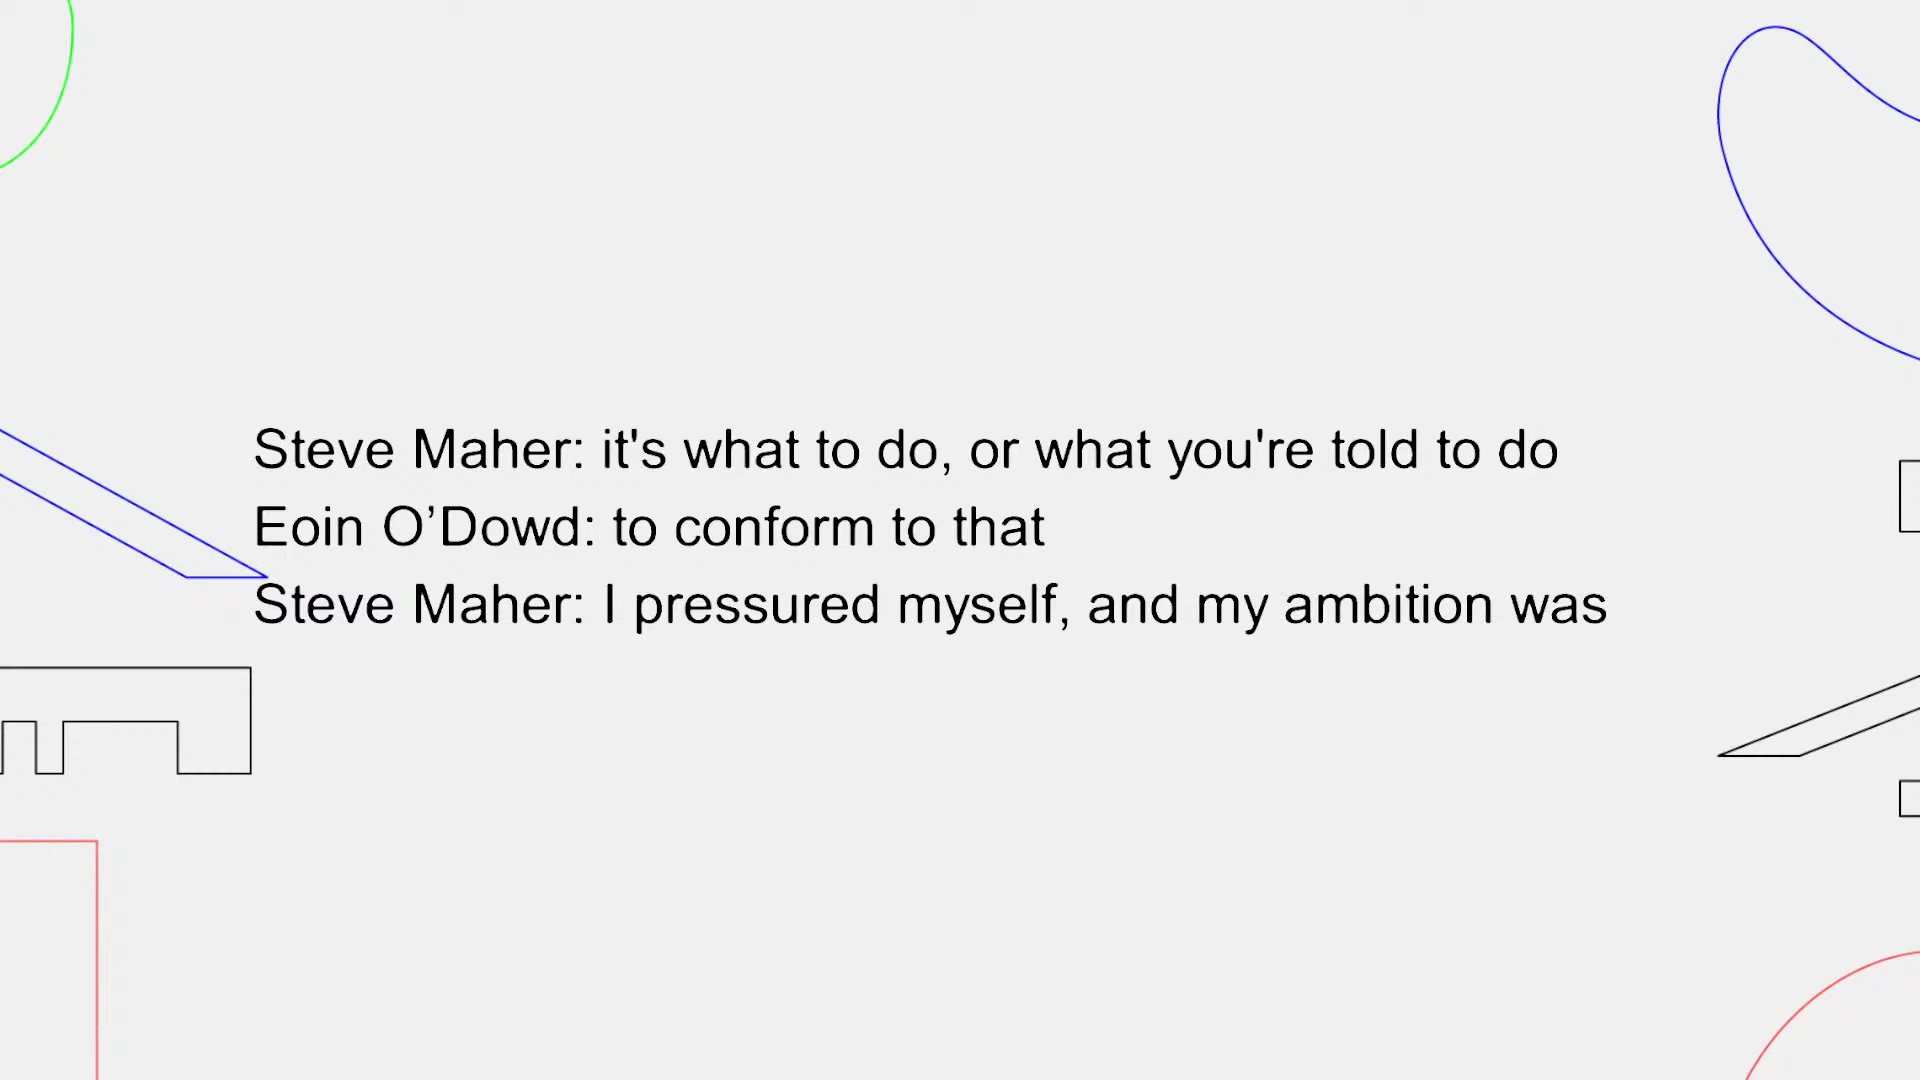 Steve Maher: it's what to do, or what you're told to do
Eoin O’Dowd: to conform to that
Steve Maher: I pressured myself, and my ambition was